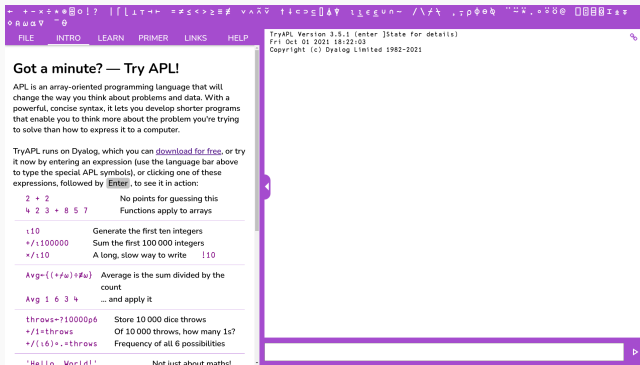 FILE INTRO LEARN PRIMER LINKS HELP
Got a minute? — Try APL!
APL is an array-oriented programming language that will
change the way you think about problems and data. With a
powerful, concise syntax, it lets you develop shorter programs
that enable you to think more about the problem you're trying
to solve than how to express it to a computer.
TryAPL runs on Dyalog, which you can download for free, or try
it now by entering an expression (use the language bar above
to type the special APL symbols), or clicking one of these
expressions, followed by Enter, to see it in action:
2 + 2 No points for guessing this
4 2 3 + 8 5 7 Functions apply to arrays
⍳10 Generate the first ten integers
+/⍳100000 Sum the first 100 000 integers
×/⍳10 A long, slow way to write !10
Avg←{(+⌿⍵)÷≢⍵} Average is the sum divided by the
count
Avg 1 6 3 4 ... and apply it
throws←?10000⍴6 Store 10 000 dice throws
+/1=throws Of 10 000 throws, how many 1s?
+/(⍳6)∘.=throws Frequency of all 6 possibilities
'Hello, World!' Not just about maths!
TryAPL Version 3.5.1 (enter ]State for details)
Fri Oct 01 2021 18:22:03
Copyright (c) Dyalog Limited 1982-2021